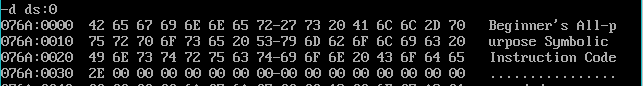 -d ds:0
076A:0000 42 65 67 69 6E 6E 65 72-27 73 20 41 6C 6C 2D 70 Beginner's All-p
076A:0010 75 72 70 6F 73 65 20 53-79 6D 62 6F 6C 69 63 20 urpose Symbolic
076A:0020 49 6E 73 74 72 75 63 74-69 6F 6E 20 43 6F 64 65 Instruction Code
076A:0030 2E 00 00 00 00 00 00 00-00 00 00 00 00 00 00 00 ................